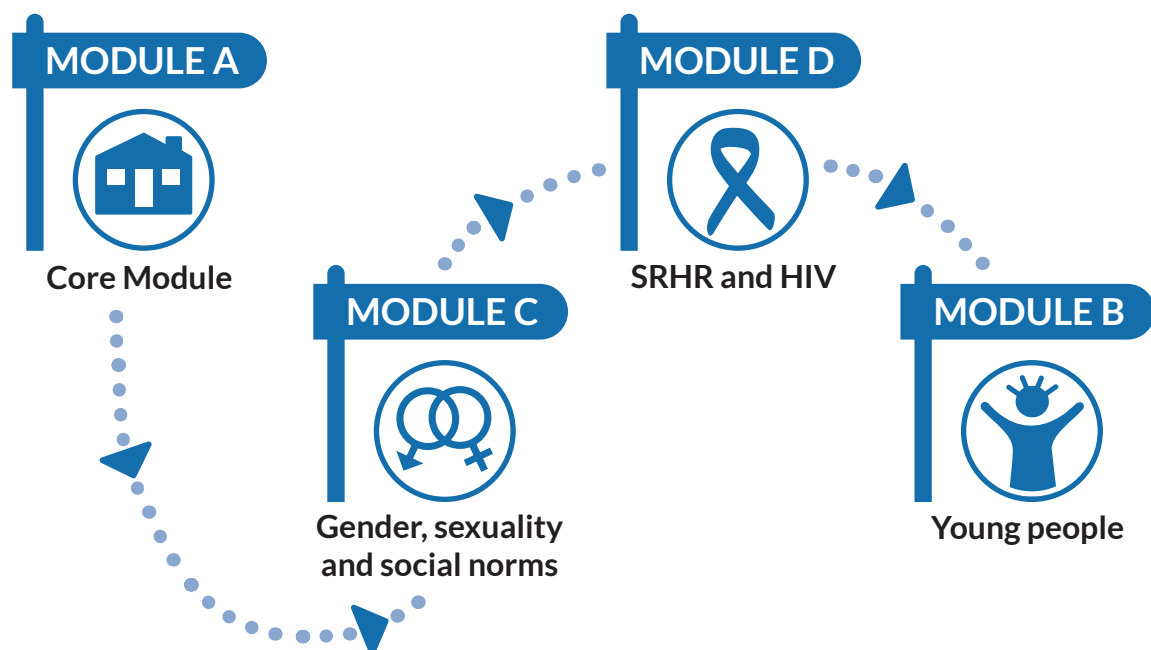 MODULE A
Core Module
MODULE C
Gender, sexuality
and social norms
MODULE D
SRHR and HIV
MODULE B
Young people